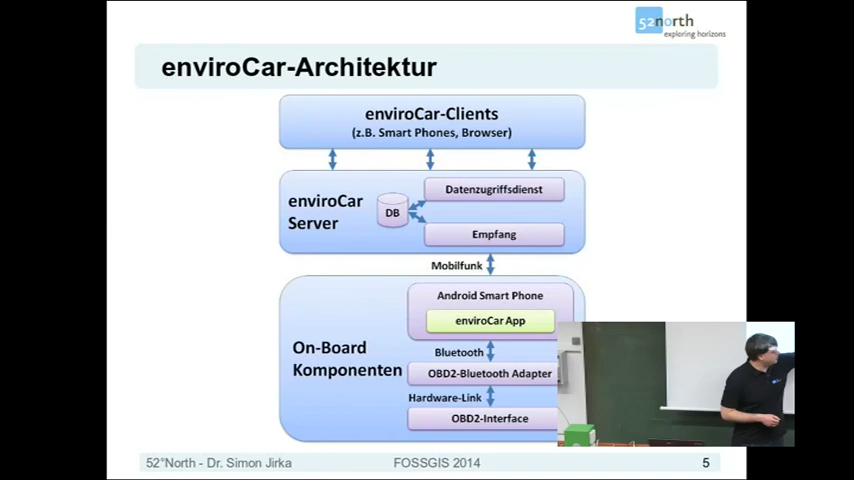 52north
exploring horizons
enviroCar-Architektur
enviroCar-Clients
(z.B. Smart Phones, Browser)
enviroCar
Server
DB
Datenzugriffsdienst
Empfang
Mobilfunk
On-Board
Komponenten
Android Smart Phone
enviroCar App
Bluetooth
OBD2-Bluetooth Adapter
Hardware-Link
OBD2-Interface
52°North - Dr. Simon Jirka
FOSSGIS 2014
5